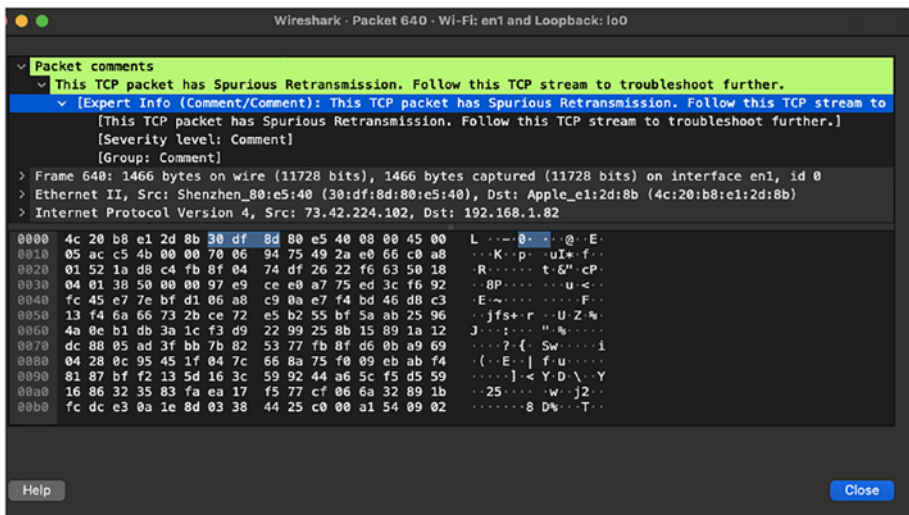 Wireshark · Packet 640 · Wi-Fi: en1 and Loopback: lo0
Packet comments
This TCP packet has Spurious Retransmission. Follow this TCP stream to troubleshoot further.
[Expert Info (Comment/Comment): This TCP packet has Spurious Retransmission. Follow this TCP stream to
[This TCP packet has Spurious Retransmission. Follow this TCP stream to troubleshoot further.]
[Severity level: Comment]
[Group: Comment]
> Frame 640: 1466 bytes on wire (11728 bits), 1466 bytes captured (11728 bits) on interface en1, id 0
> Ethernet II, Src: Shenzhen_80:e5:40 (30:df:8d:80:e5:40), Dst: Apple_e1:2d:8b (4c:20:b8:e1:2d:8b)
> Internet Protocol Version 4, Src: 73.42.224.102, Dst: 192.168.1.82
0000 4c 20 b8 e1 2d 8b 30 df 8d 80 e5 40 08 00 45 00 L ··-·0· ···@··E·
0010 05 ac c5 4b 00 00 70 06 94 75 49 2a e0 66 c0 a8 ···K··p· ·uI*·f··
0020 01 52 1a d8 c4 fb 8f 04 74 df 26 22 f6 63 50 18 ·R······ t·&"·cP·
0030 04 01 38 50 00 00 97 e9 ce e0 a7 75 ed 3c f6 92 ··8P···· ···u·<··
0040 fc 45 e7 7e bf d1 06 a8 c9 0a e7 f4 bd 46 d8 c3 ·E·~···· ·····F··
0050 13 f4 6a 66 73 2b ce 72 e5 b2 55 bf 5a ab 25 96 ··jfs+·r ··U·Z·%·
0060 4a 0e b1 db 3a 1c f3 d9 22 99 25 8b 15 89 1a 12 J···:··· "·%·····
0070 dc 88 05 ad 3f bb 7b 82 53 77 fb 8f d6 0b a9 69 ····?·{· Sw·····i
0080 04 28 0c 95 45 1f 04 7c 66 8a 75 f0 09 eb ab f4 ·(··E··| f·u·····
0090 81 87 bf f2 13 5d 16 3c 59 92 44 a6 5c f5 d5 59 ·····]·< Y·D·\··Y
00a0 16 86 32 35 83 fa ea 17 f5 77 cf 06 6a 32 89 1b ··25···· ·w··j2··
00b0 fc dc e3 0a 1e 8d 03 38 44 25 c0 00 a1 54 09 02 ·······8 D%···T··
Help
Close